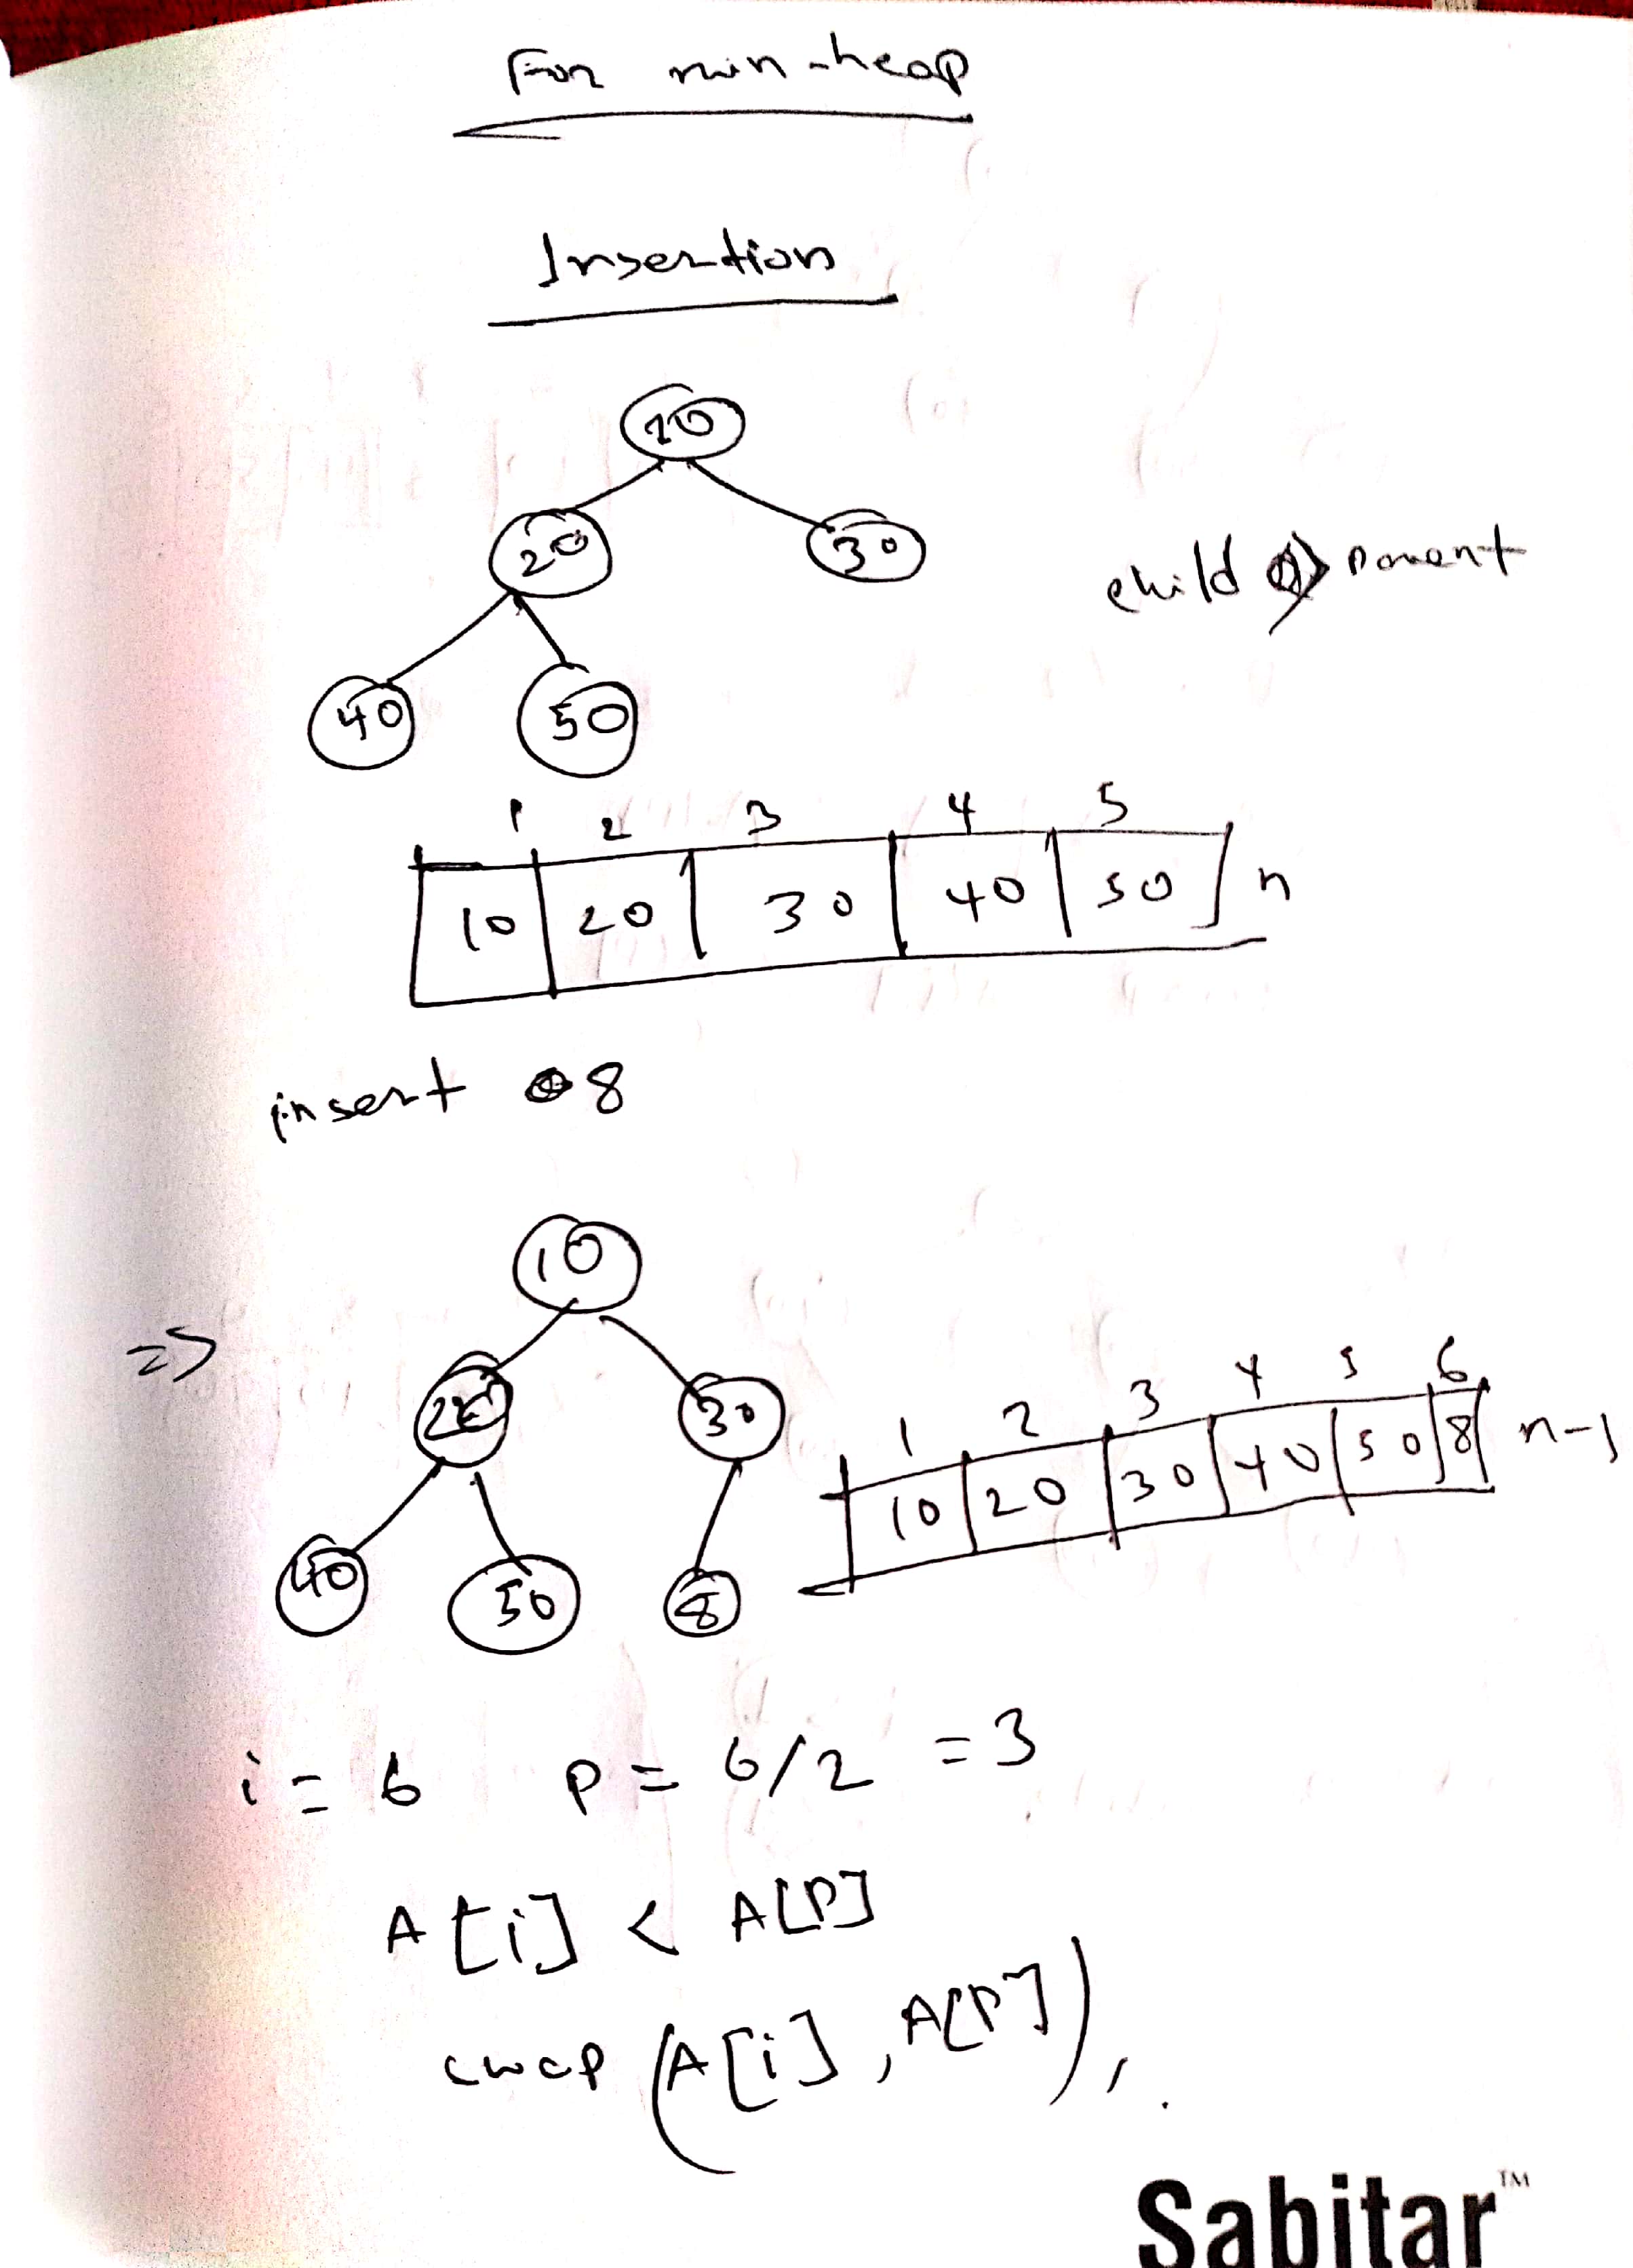 For min-heap
Insertion
10
20 30
child > parent
40 50
1 2 3 4 5
10 20 30 40 50 n
insert 8
10
=>
20 30
1 2 3 4 5 6
10 20 30 40 50 8 n-1
40 50 8
i = 6 p = 6/2 = 3
A[i] < A[P]
swap (A[i], A[P]);
Sabitar™